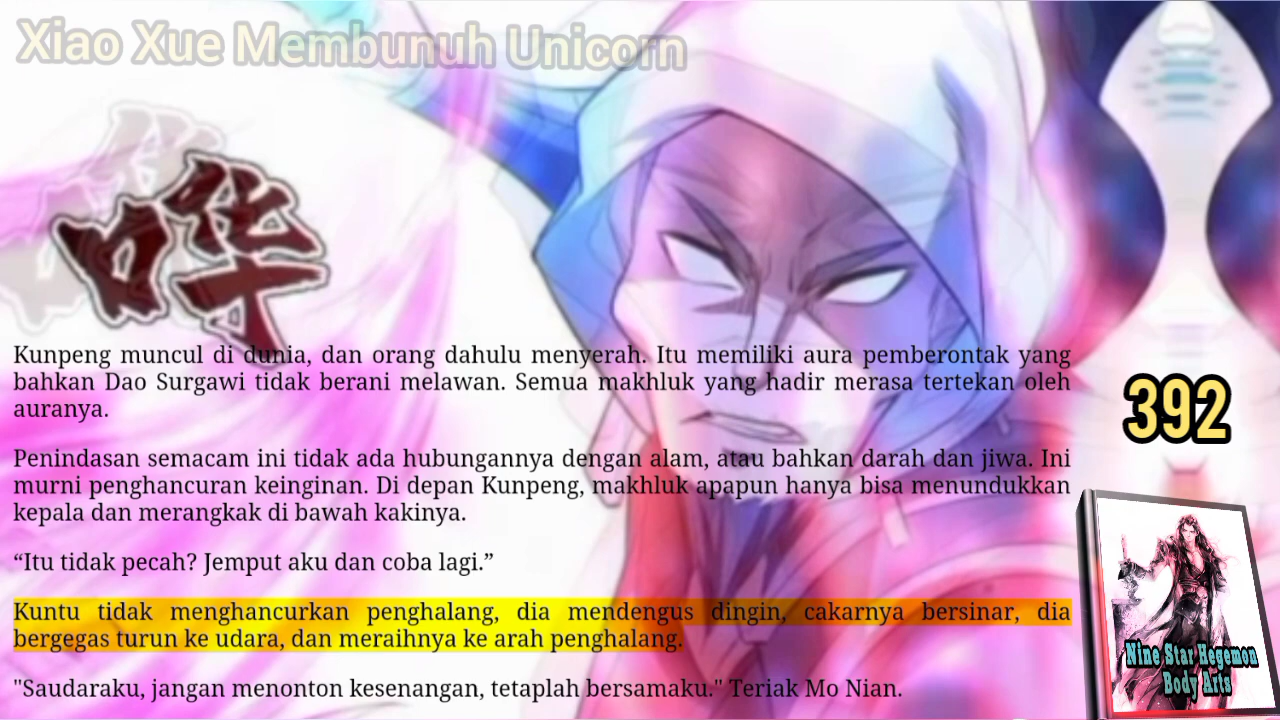 Xiao Xue Membunuh Unicorn
哗
Kunpeng muncul di dunia, dan orang dahulu menyerah. Itu memiliki aura pemberontak yang
bahkan Dao Surgawi tidak berani melawan. Semua makhluk yang hadir merasa tertekan oleh
auranya.
Penindasan semacam ini tidak ada hubungannya dengan alam, atau bahkan darah dan jiwa. Ini
murni penghancuran keinginan. Di depan Kunpeng, makhluk apapun hanya bisa menundukkan
kepala dan merangkak di bawah kakinya.
“Itu tidak pecah? Jemput aku dan coba lagi.”
Kuntu tidak menghancurkan penghalang, dia mendengus dingin, cakarnya bersinar, dia
bergegas turun ke udara, dan meraihnya ke arah penghalang.
"Saudaraku, jangan menonton kesenangan, tetaplah bersamaku." Teriak Mo Nian.
392
Nine Star Hegemon
Body Arts